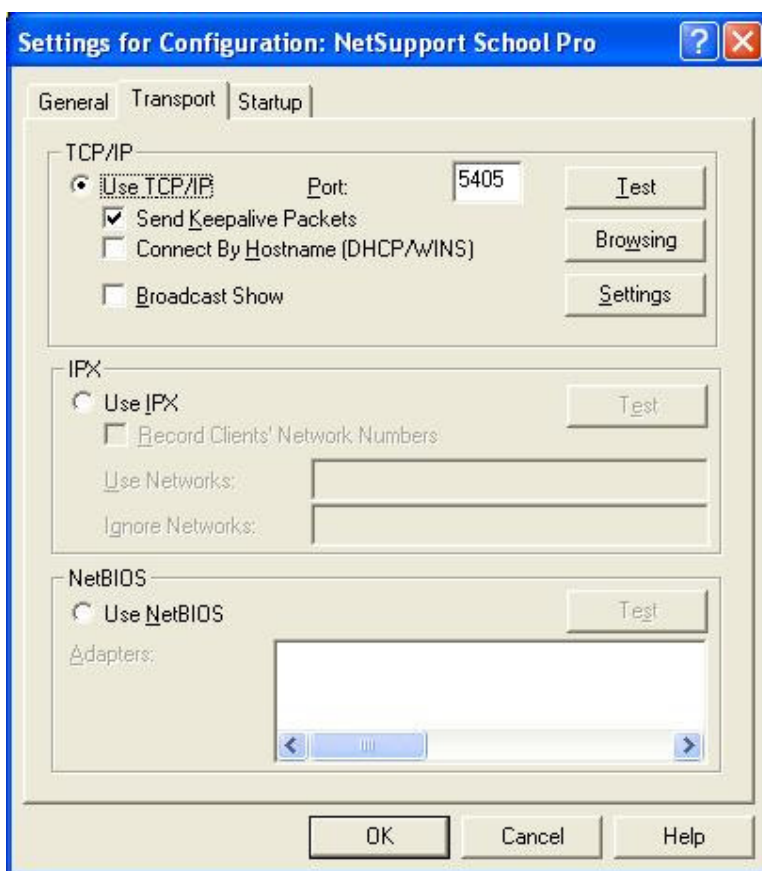 Settings for Configuration: NetSupport School Pro
General Transport Startup
TCP/IP
Use TCP/IP Port: 5405 Test
Send Keepalive Packets
Connect By Hostname (DHCP/WINS) Browsing
Broadcast Show Settings
IPX
Use IPX Test
Record Clients' Network Numbers
Use Networks:
Ignore Networks:
NetBIOS
Use NetBIOS Test
Adapters:
OK Cancel Help